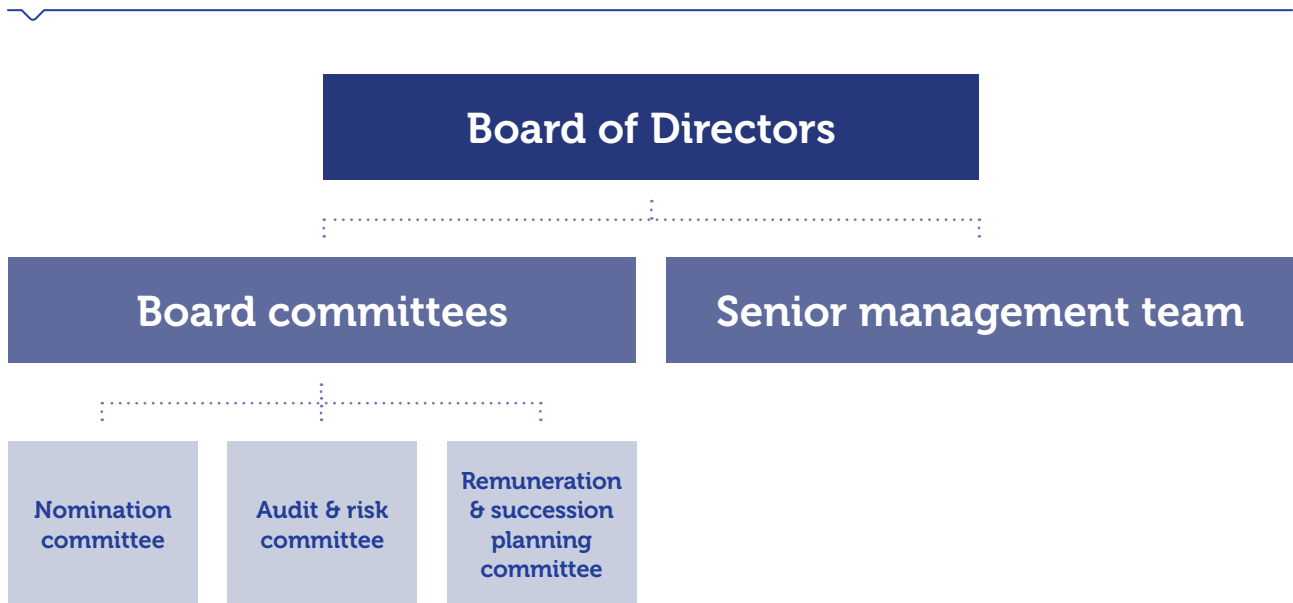 Board of Directors
Board committees
Senior management team
Nomination
committee
Audit & risk
committee
Remuneration
& succession
planning
committee